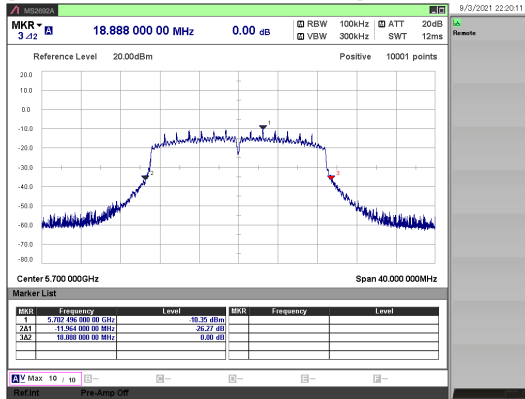 MS2692A
9/3/2021 22:20:11
MKR
3 Δ2 A
18.888 000 00 MHz
0.00 dB
RBW 100kHz
ATT 20dB
VBW 300kHz
SWT 12ms
Remote
Reference Level 20.00dBm
Positive 10001 points
20.0
10.0
0.0
-10.0
-20.0
-30.0
-40.0
-50.0
-60.0
-70.0
-80.0
1
2
3
Center 5.700 000GHz
Span 40.000 000MHz
Marker List
MKR Frequency Level MKR Frequency Level
1 5.702 496 000 00 GHz -10.35 dBm
2Δ1 -11.964 000 00 MHz -26.27 dB
3Δ2 18.888 000 00 MHz 0.00 dB
A V Max 10 / 10 B-- C-- D-- E-- F--
Ref.Int Pre-Amp Off